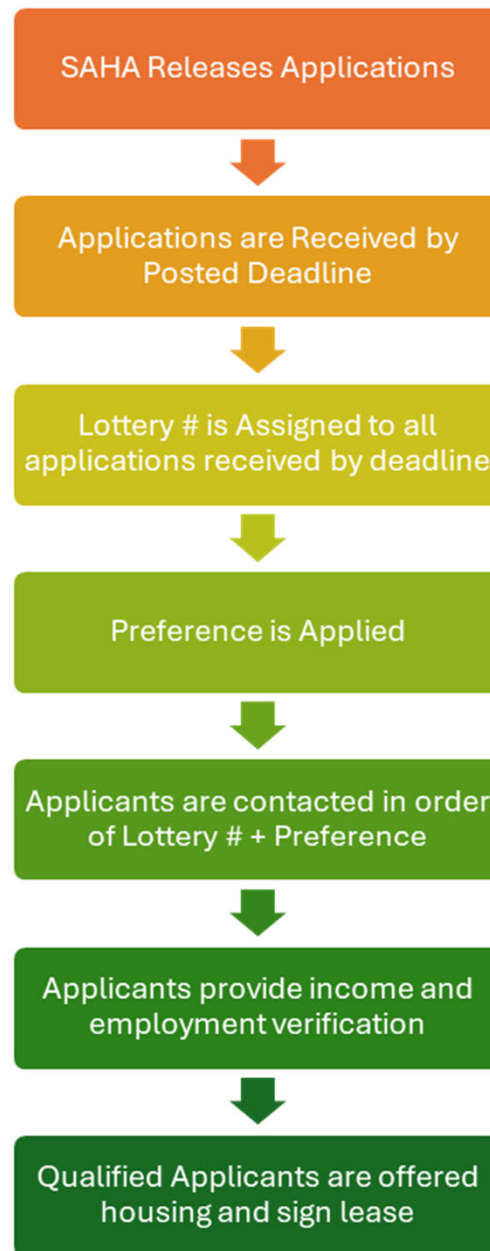 SAHA Releases Applications
Applications are Received by
Posted Deadline
Lottery # is Assigned to all
applications received by deadline
Preference is Applied
Applicants are contacted in order
of Lottery # + Preference
Applicants provide income and
employment verification
Qualified Applicants are offered
housing and sign lease